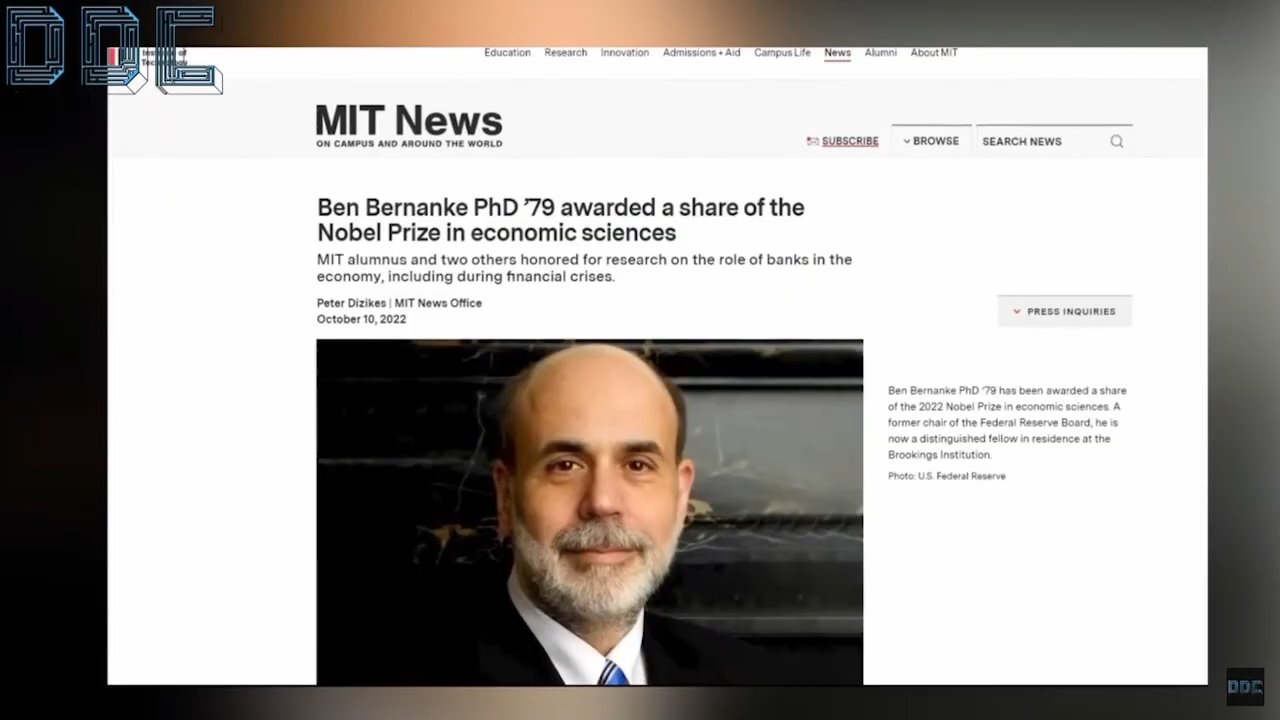 DDC
Institute of
Technology
Education Research Innovation Admissions + Aid Campus Life News Alumni About MIT
MIT News
ON CAMPUS AND AROUND THE WORLD
SUBSCRIBE
BROWSE
SEARCH NEWS
Ben Bernanke PhD ’79 awarded a share of the
Nobel Prize in economic sciences
MIT alumnus and two others honored for research on the role of banks in the
economy, including during financial crises.
Peter Dizikes | MIT News Office
October 10, 2022
PRESS INQUIRIES
Ben Bernanke PhD ’79 has been awarded a share
of the 2022 Nobel Prize in economic sciences. A
former chair of the Federal Reserve Board, he is
now a distinguished fellow in residence at the
Brookings Institution.
Photo: U.S. Federal Reserve
DDC